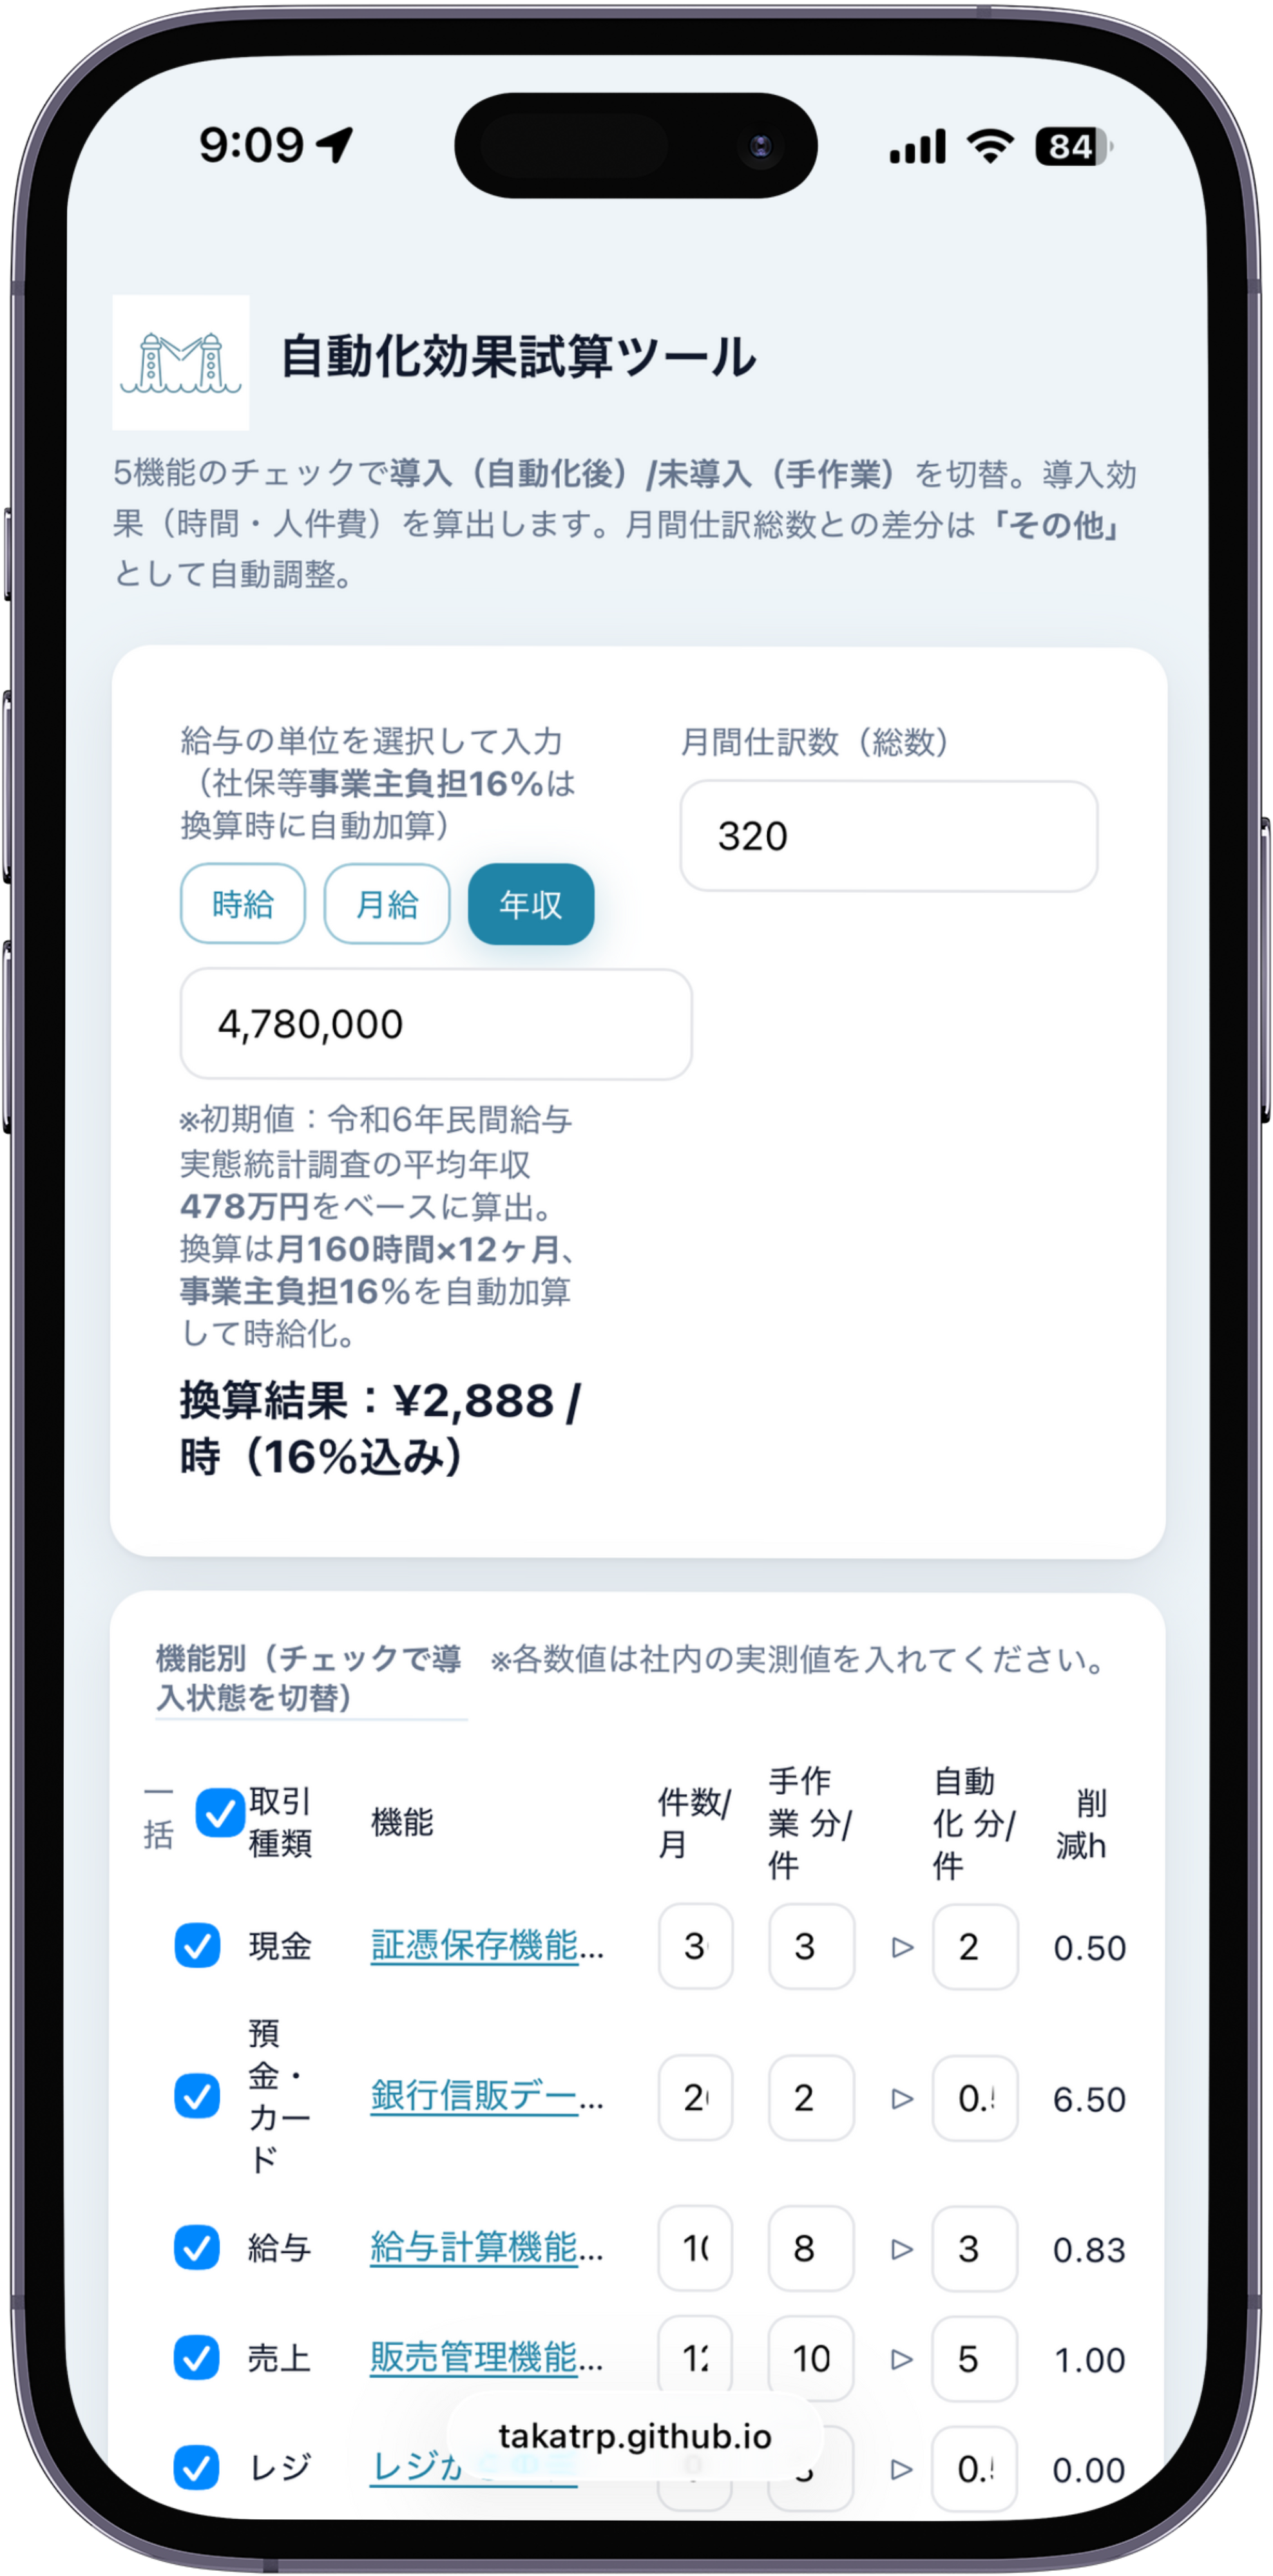 9:09
84
自動化効果試算ツール
5機能のチェックで導入（自動化後）/未導入（手作業）を切替。導入効
果（時間・人件費）を算出します。月間仕訳総数との差分は「その他」
として自動調整。
給与の単位を選択して入力
（社保等事業主負担16%は
換算時に自動加算）
時給 月給 年収
4,780,000
※初期値：令和6年民間給与
実態統計調査の平均年収
478万円をベースに算出。
換算は月160時間×12ヶ月、
事業主負担16%を自動加算
して時給化。
換算結果：¥2,888 /
時（16%込み）
月間仕訳数（総数）
320
機能別（チェックで導
入状態を切替）
※各数値は社内の実測値を入れてください。
一括 取引種類 機能 件数/月 手作業 分/件 自動化 分/件 削減h
現金 証憑保存機能... 3 3 ▷ 2 0.50
預金・カード 銀行信販デー... 2 ▷ 6.50
給与 給与計算機能... 8 ▷ 3 0.83
売上 販売管理機能... 10 ▷ 5 1.00
レジ レジか ▷ 0.00
takatrp.github.io